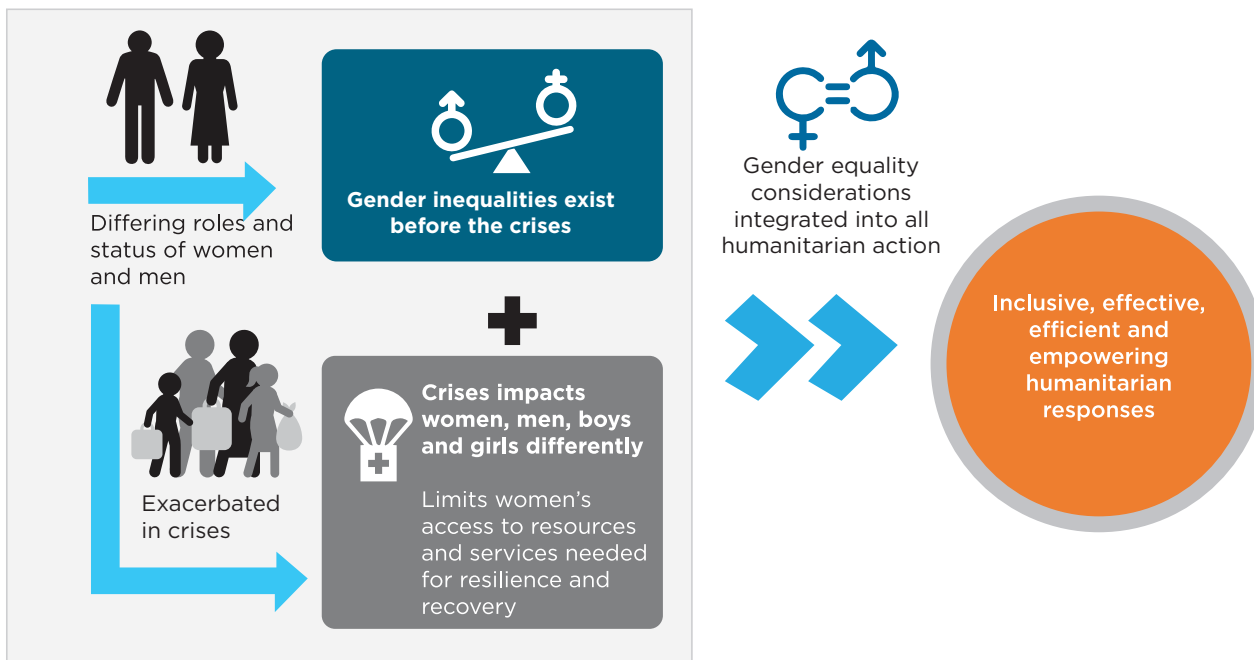 Differing roles and
status of women
and men
Gender inequalities exist
before the crises
Exacerbated
in crises
Crises impacts
women, men, boys
and girls differently
Limits women’s
access to resources
and services needed
for resilience and
recovery
Gender equality
considerations
integrated into all
humanitarian action
Inclusive, effective,
efficient and
empowering
humanitarian
responses